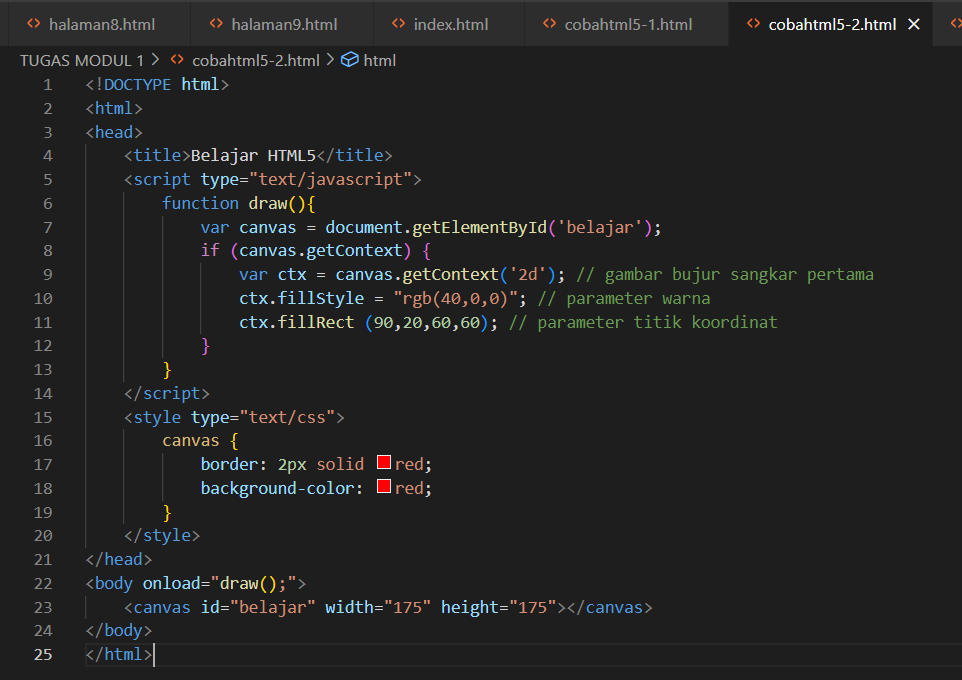 halaman8.html halaman9.html index.html cobahtml5-1.html cobahtml5-2.html
TUGAS MODUL 1 > cobahtml5-2.html > html
1 <!DOCTYPE html>
2 <html>
3 <head>
4     <title>Belajar HTML5</title>
5     <script type="text/javascript">
6         function draw(){
7             var canvas = document.getElementById('belajar');
8             if (canvas.getContext) {
9                 var ctx = canvas.getContext('2d'); // gambar bujur sangkar pertama
10                 ctx.fillStyle = "rgb(40,0,0)"; // parameter warna
11                 ctx.fillRect (90,20,60,60); // parameter titik koordinat
12             }
13         }
14     </script>
15     <style type="text/css">
16         canvas {
17             border: 2px solid red;
18             background-color: red;
19         }
20     </style>
21 </head>
22 <body onload="draw();">
23     <canvas id="belajar" width="175" height="175"></canvas>
24 </body>
25 </html>